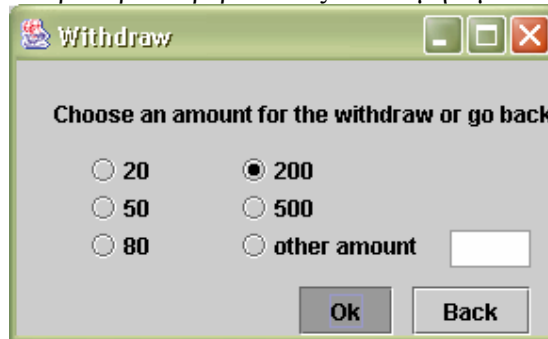 Withdraw
Choose an amount for the withdraw or go back
20 200
50 500
80 other amount
Ok Back